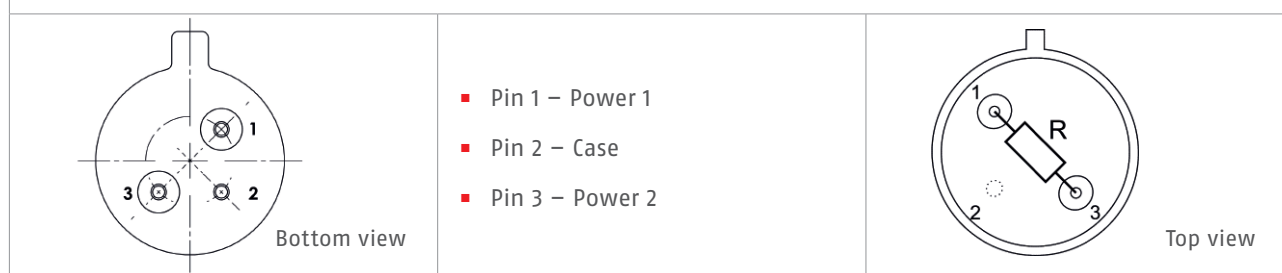 1
3
2
Bottom view
Pin 1 – Power 1
Pin 2 – Case
Pin 3 – Power 2
1
R
2
3
Top view